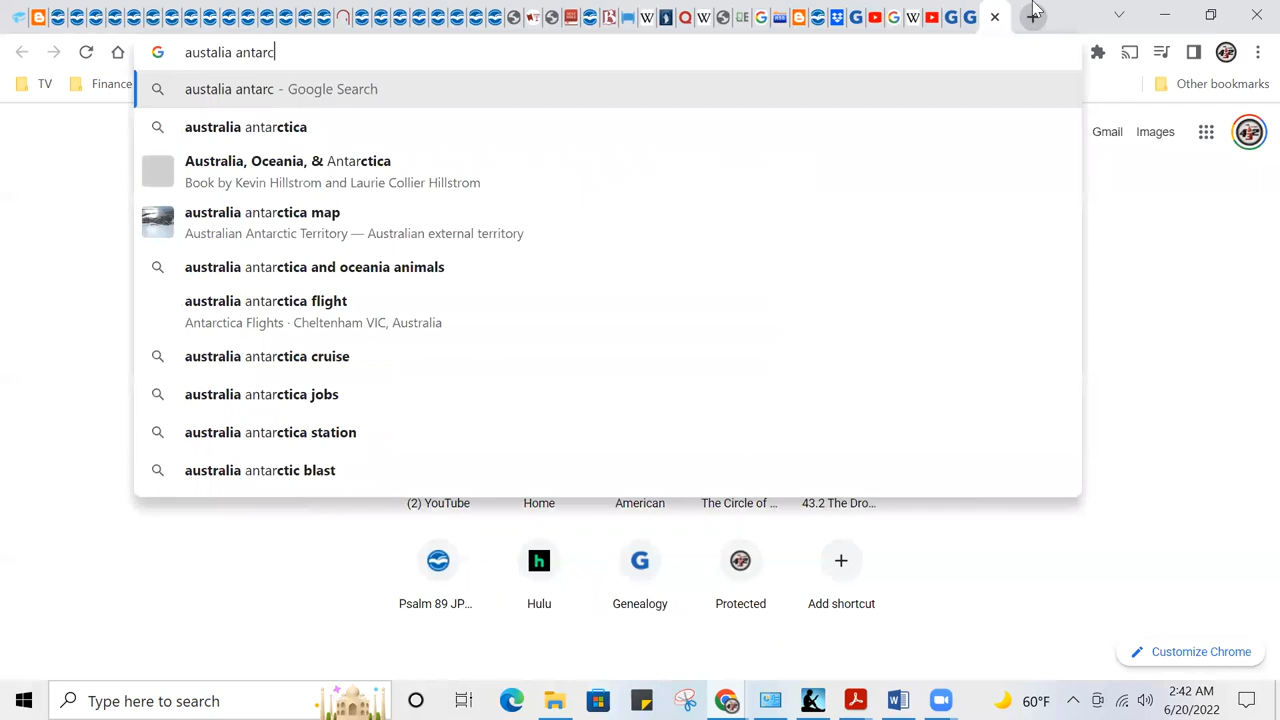 austalia antarc
TV
Finance
Other bookmarks
austalia antarc - Google Search
australia antarctica
Australia, Oceania, & Antarctica
Book by Kevin Hillstrom and Laurie Collier Hillstrom
australia antarctica map
Australian Antarctic Territory — Australian external territory
australia antarctica and oceania animals
australia antarctica flight
Antarctica Flights · Cheltenham VIC, Australia
australia antarctica cruise
australia antarctica jobs
australia antarctica station
australia antarctic blast
Gmail Images
(2) YouTube Home American The Circle of ... 43.2 The Dro...
Psalm 89 JP... Hulu Genealogy Protected Add shortcut
Customize Chrome
Type here to search
60°F
2:42 AM
6/20/2022